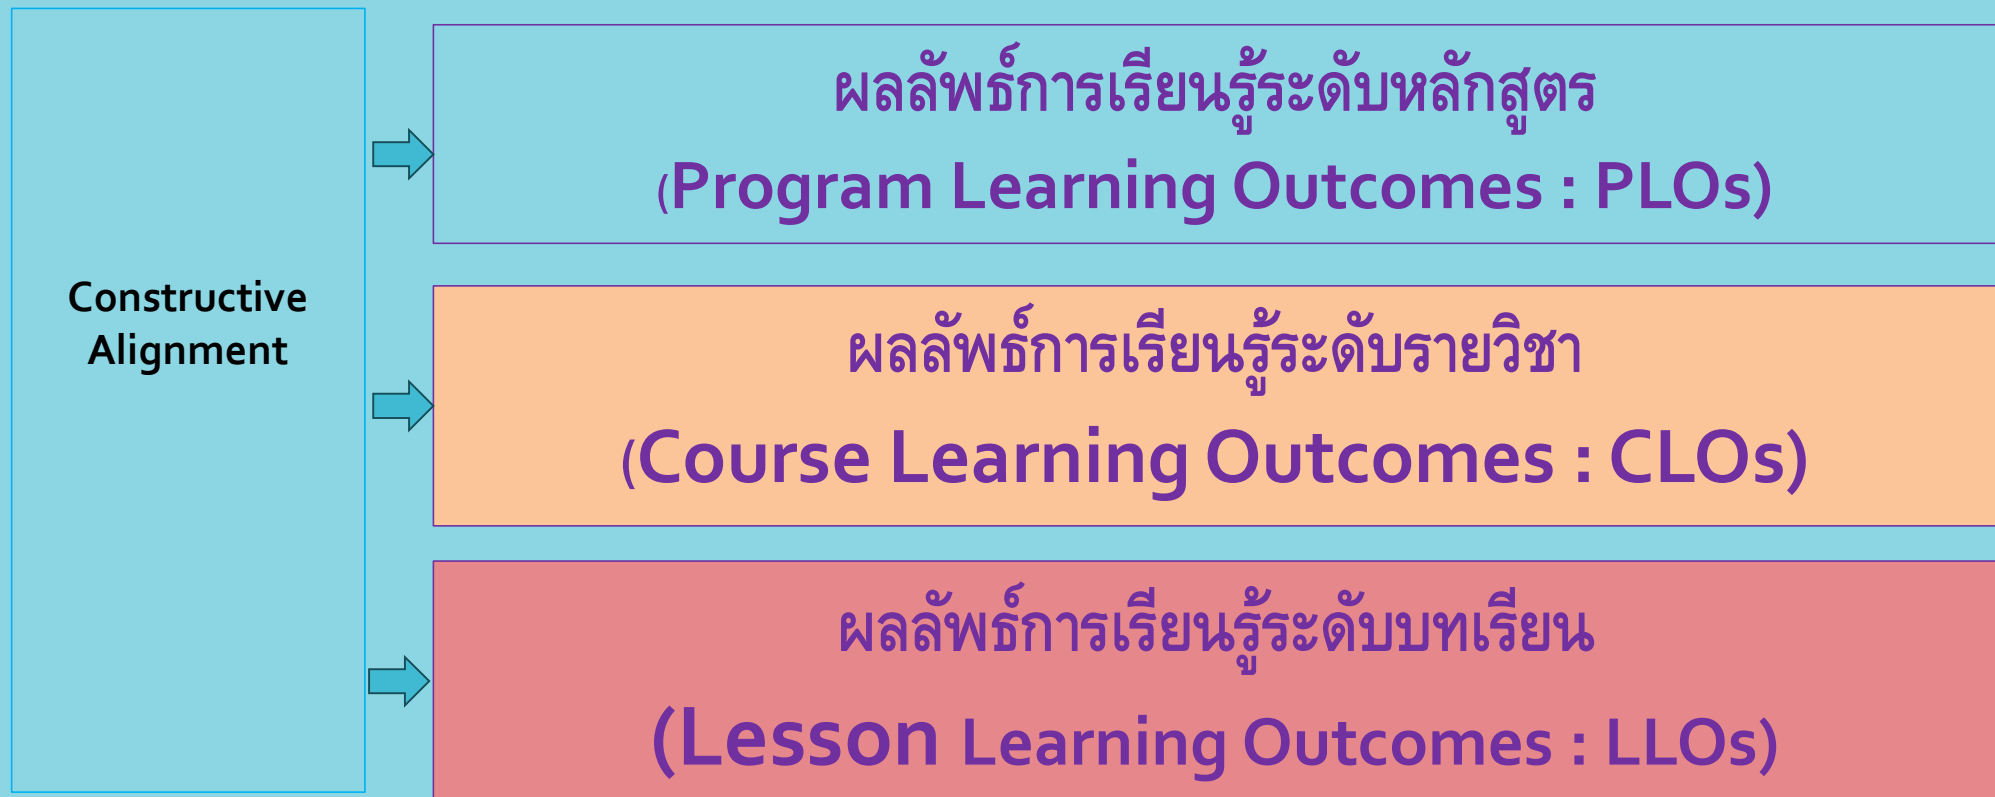 Constructive
Alignment
ผลลัพธ์การเรียนรู้ระดับหลักสูตร
(Program Learning Outcomes : PLOs)
ผลลัพธ์การเรียนรู้ระดับรายวิชา
(Course Learning Outcomes : CLOs)
ผลลัพธ์การเรียนรู้ระดับบทเรียน
(Lesson Learning Outcomes : LLOs)